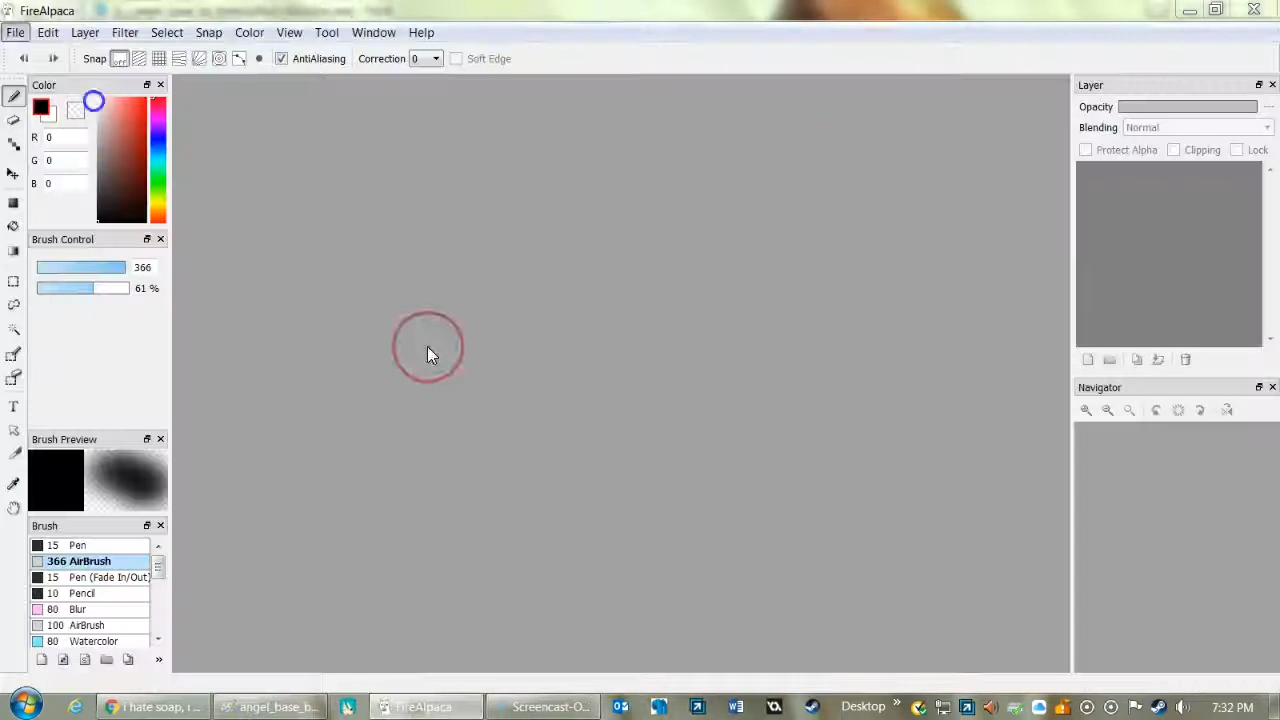 FireAlpaca
File Edit Layer Filter Select Snap Color View Tool Window Help
Snap AntiAliasing Correction 0 Soft Edge
Color
R 0
G 0
B 0
Brush Control
366
61 %
Brush Preview
Brush
15 Pen
366 AirBrush
15 Pen (Fade In/Out)
10 Pencil
80 Blur
100 AirBrush
80 Watercolor
Layer
Opacity
Blending Normal
Protect Alpha Clipping Lock
Navigator
i hate soap, i ... angel_base_b... FireAlpaca Screencast-O... Desktop 7:32 PM